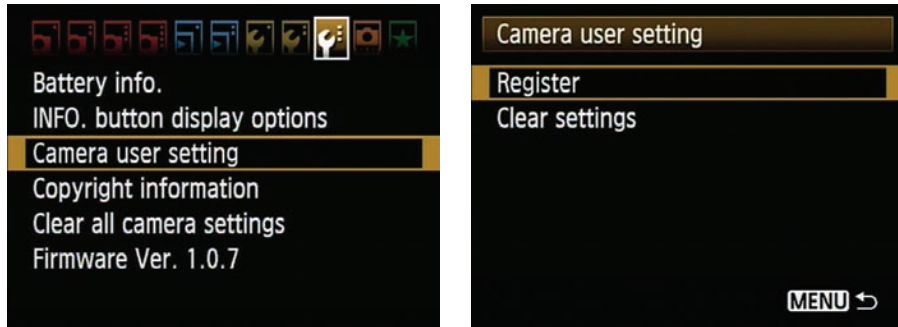 Battery info.
INFO. button display options
Camera user setting
Copyright information
Clear all camera settings
Firmware Ver. 1.0.7
Camera user setting
Register
Clear settings
MENU